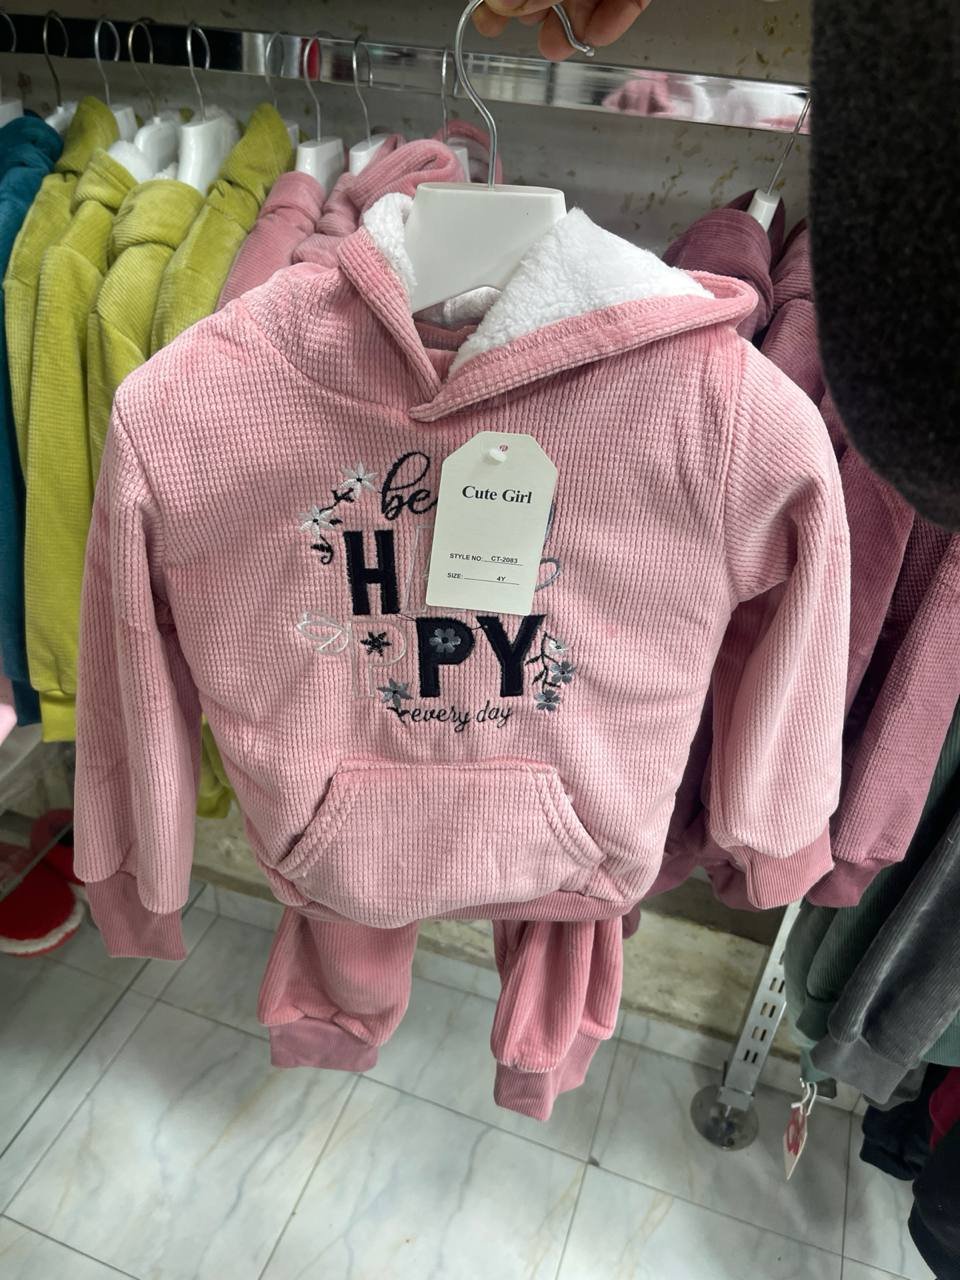 Cute Girl
STYLE NO: CT-2083
SIZE: 4Y
be
H
PPY
every day